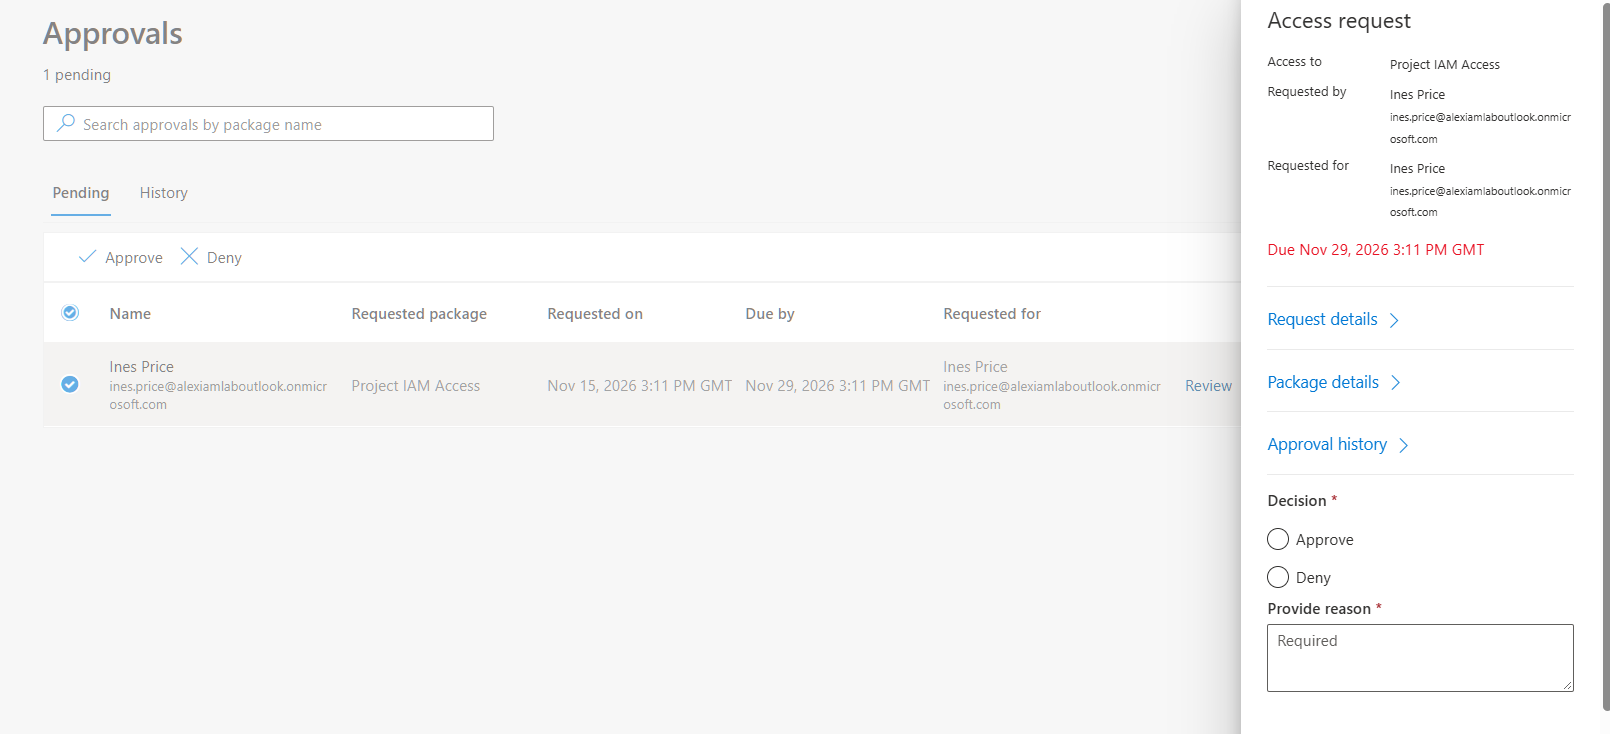 Approvals
1 pending
Search approvals by package name
Pending History
Approve Deny
Name Requested package Requested on Due by Requested for
Ines Price
ines.price@alexiamlaboutlook.onmicr
osoft.com
Project IAM Access
Nov 15, 2026 3:11 PM GMT
Nov 29, 2026 3:11 PM GMT
Ines Price
ines.price@alexiamlaboutlook.onmicr
osoft.com
Review
Access request
Access to Project IAM Access
Requested by Ines Price
ines.price@alexiamlaboutlook.onmicr
osoft.com
Requested for Ines Price
ines.price@alexiamlaboutlook.onmicr
osoft.com
Due Nov 29, 2026 3:11 PM GMT
Request details
Package details
Approval history
Decision *
Approve
Deny
Provide reason *
Required